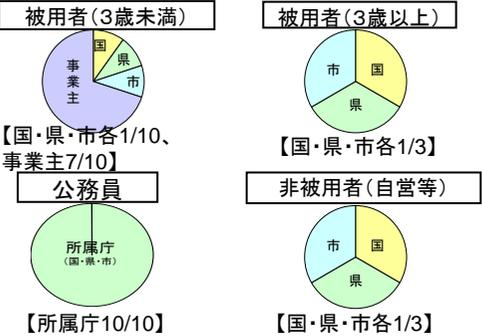 被用者(3歳未満)
国
県
市
事業主
【国・県・市各1/10、
事業主7/10】
被用者(3歳以上)
市
国
県
【国・県・市各1/3】
公務員
所属庁
(国・県・市)
【所属庁10/10】
非被用者(自営等)
市
国
県
【国・県・市各1/3】